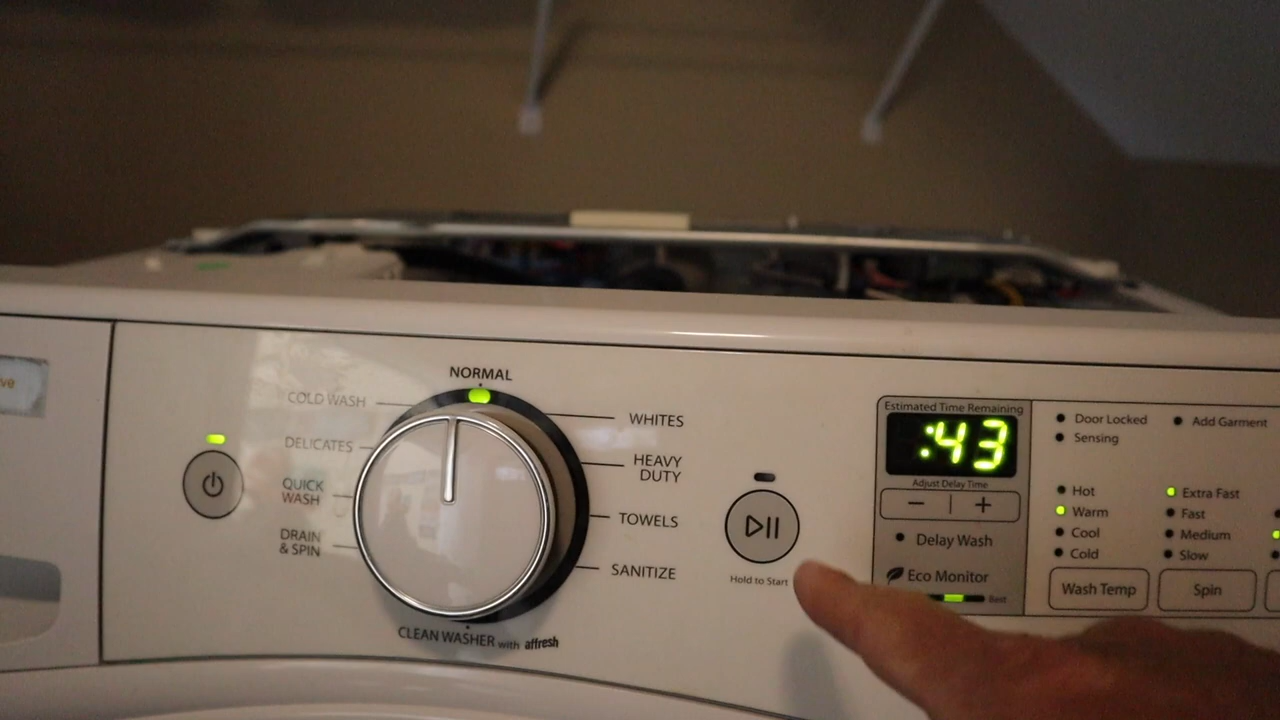 ve
NORMAL
COLD WASH
DELICATES
QUICK
WASH
DRAIN
& SPIN
WHITES
HEAVY
DUTY
TOWELS
SANITIZE
CLEAN WASHER with affresh
Hold to Start
Estimated Time Remaining
:43
Adjust Delay Time
− | +
Delay Wash
Eco Monitor
Best
Door Locked
Add Garment
Sensing
Hot
Warm
Cool
Cold
Extra Fast
Fast
Medium
Slow
Wash Temp
Spin